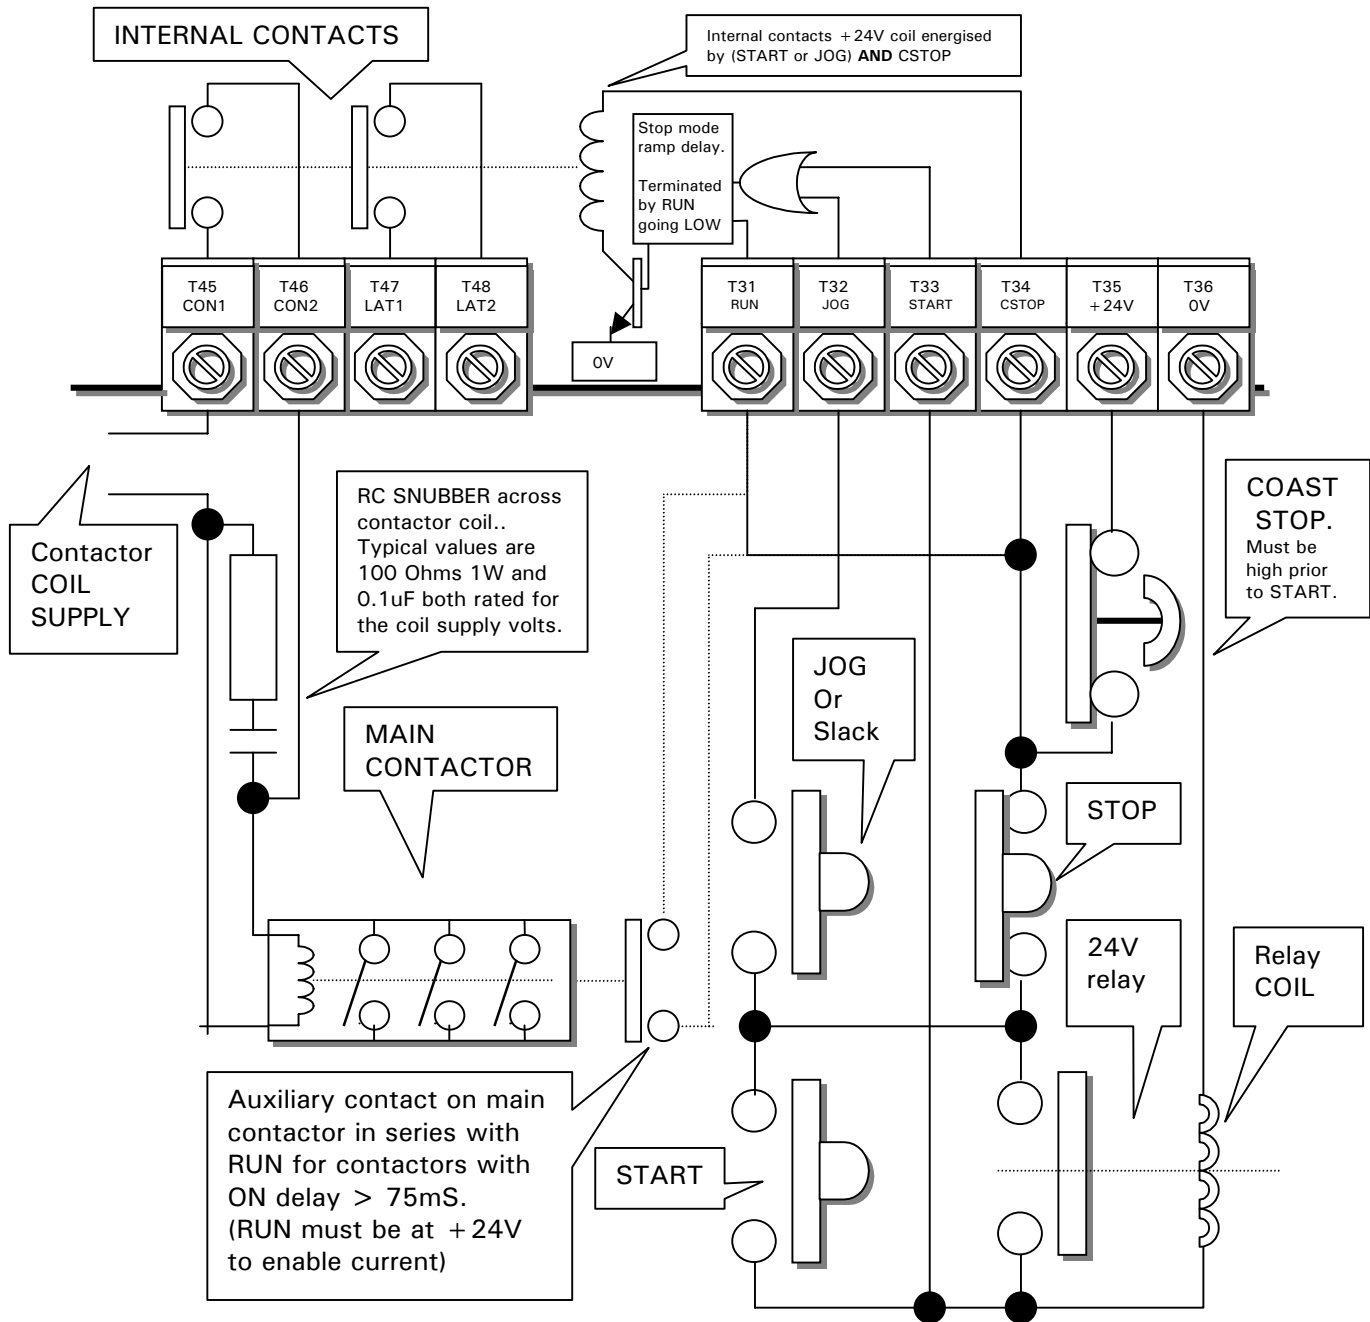 INTERNAL CONTACTS
Internal contacts +24V coil energised
by (START or JOG) AND CSTOP
Stop mode
ramp delay.
Terminated
by RUN
going LOW
T45
CON1
T46
CON2
T47
LAT1
T48
LAT2
0V
T31
RUN
T32
JOG
T33
START
T34
CSTOP
T35
+24V
T36
0V
Contactor
COIL
SUPPLY
RC SNUBBER across
contactor coil..
Typical values are
100 Ohms 1W and
0.1uF both rated for
the coil supply volts.
COAST
STOP.
Must be
high prior
to START.
MAIN
CONTACTOR
JOG
Or
Slack
STOP
24V
relay
Relay
COIL
Auxiliary contact on main
contactor in series with
RUN for contactors with
ON delay > 75mS.
(RUN must be at +24V
to enable current)
START